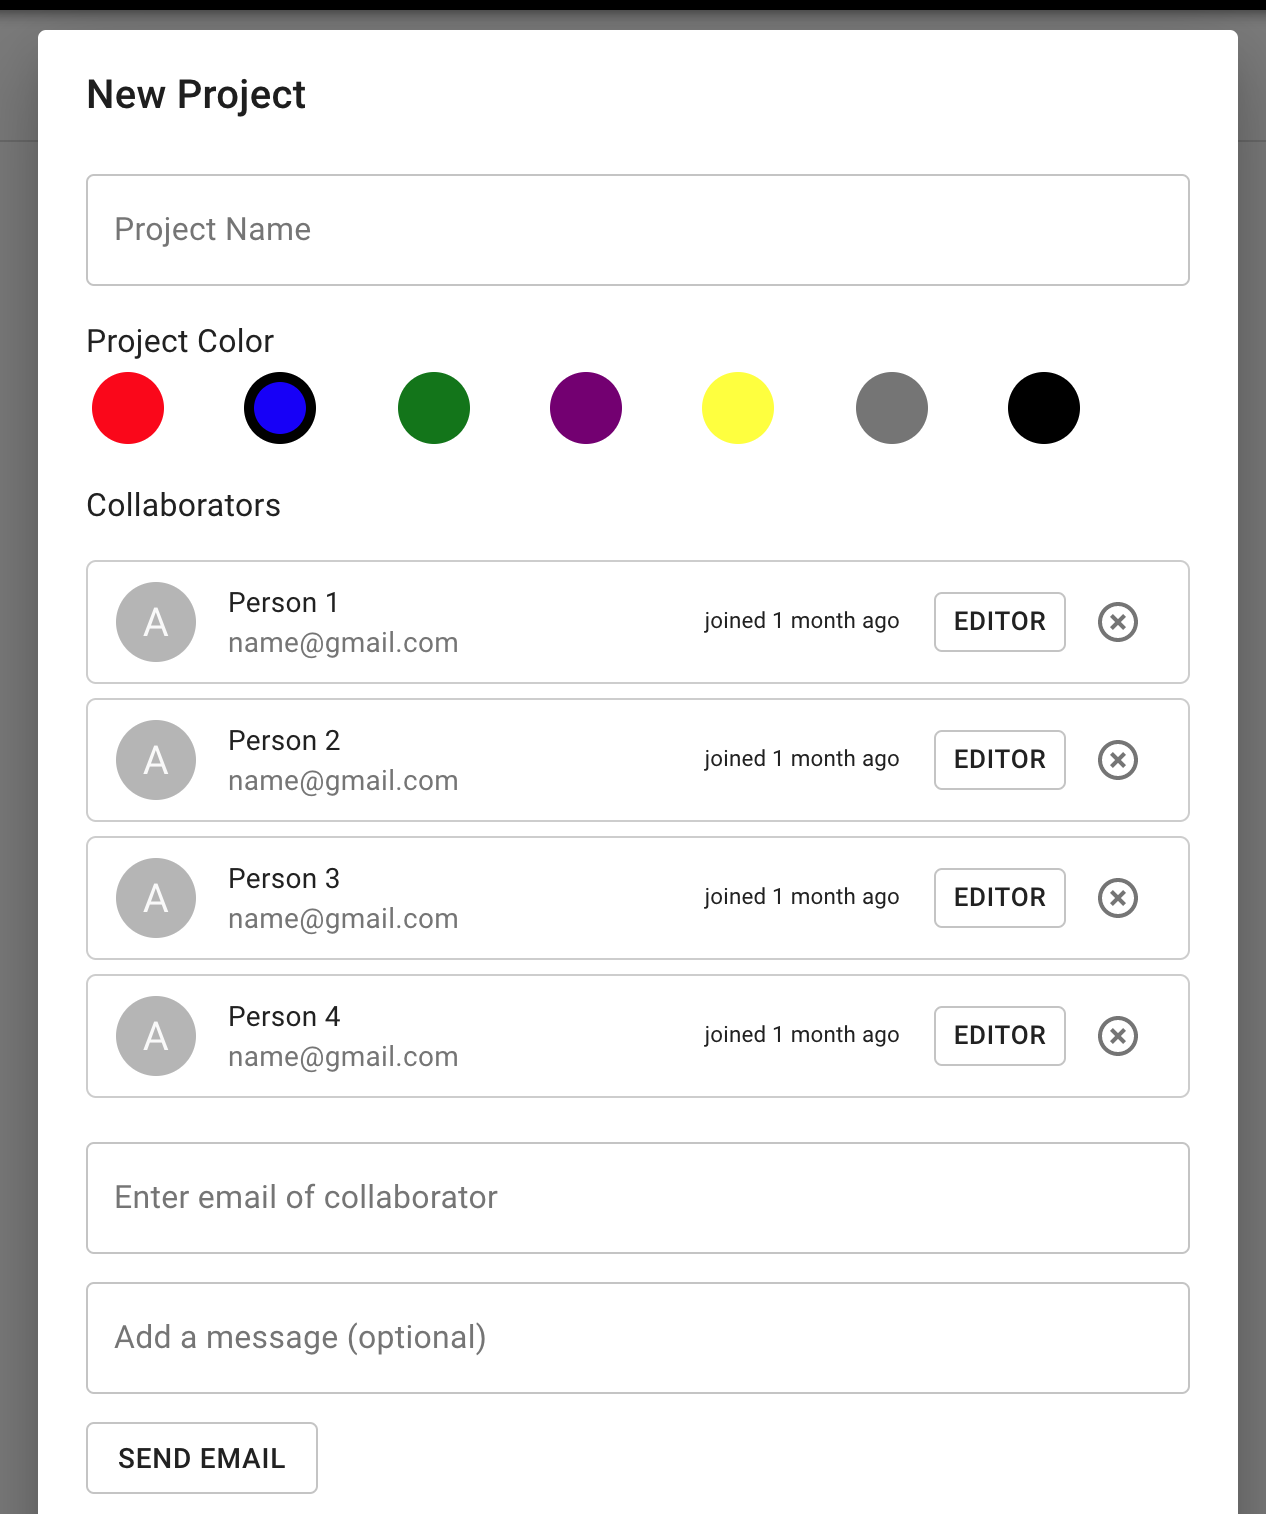 New Project
Project Name
Project Color
Collaborators
A
Person 1
name@gmail.com
joined 1 month ago
EDITOR
A
Person 2
name@gmail.com
joined 1 month ago
EDITOR
A
Person 3
name@gmail.com
joined 1 month ago
EDITOR
A
Person 4
name@gmail.com
joined 1 month ago
EDITOR
Enter email of collaborator
Add a message (optional)
SEND EMAIL